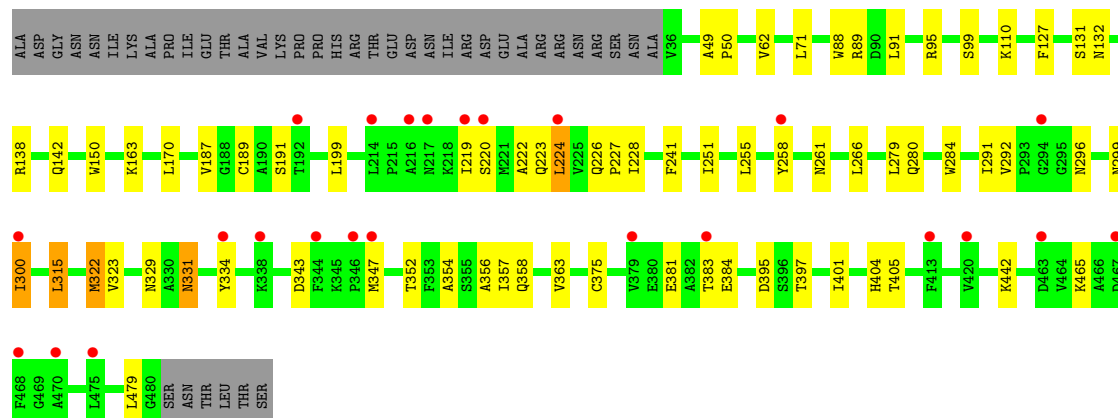 ALA ASP GLY ASN ASN ILE LYS ALA PRO ILE GLU THR ALA VAL LYS PRO PRO HIS ARG THR GLU ASP ASN ILE ARG ASP GLU ALA ARG ARG ASN ARG SER ASN ALA V36 A49 P50 V62 L71 W88 R89 D90 L91 R95 S99 K110 F127 S131 N132
R138 Q142 W150 K163 L170 V187 G188 C189 A190 S191 T192 L199 L214 P215 A216 N217 K218 I219 S220 M221 A222 Q223 L224 V225 Q226 P227 I228 F241 I251 L255 Y258 N261 L266 L279 Q280 W284 I291 V292 P293 G294 G295 N296 N299
I300 L315 M322 V323 N329 A330 N331 Y334 K338 D343 F344 K345 P346 M347 T352 F353 A354 S355 A356 I357 Q358 V363 C375 V379 E380 E381 A382 T383 E384 D395 S396 T397 I401 H404 T405 F413 V420 K442 D463 V464 K465 A466 D467
F468 G469 A470 L475 L479 G480 SER ASN THR LEU THR SER